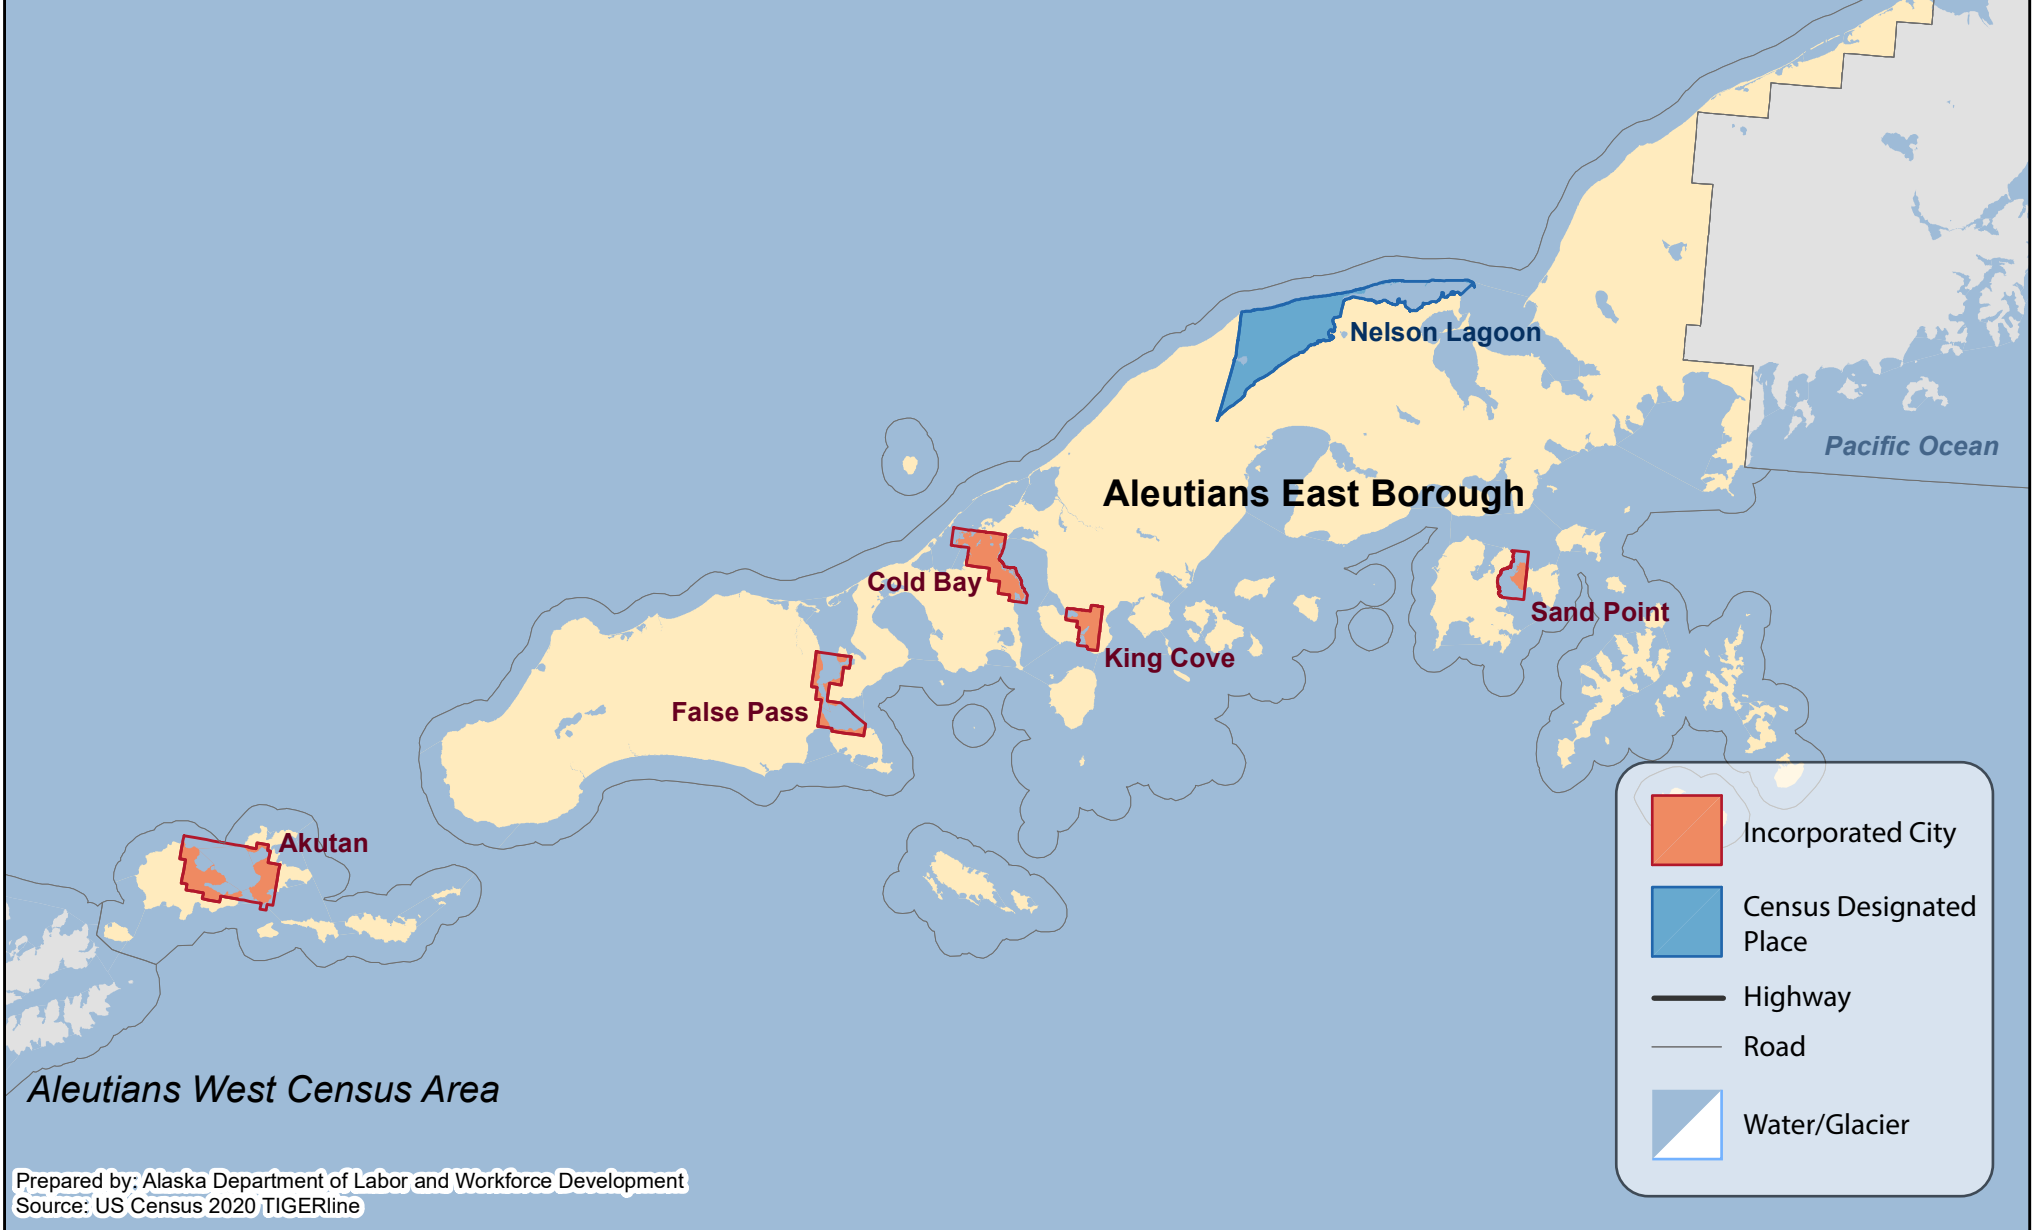 Nelson Lagoon
Pacific Ocean
Aleutians East Borough
Cold Bay
Sand Point
King Cove
False Pass
Akutan
Incorporated City
Census Designated
Place
Highway
Road
Water/Glacier
Aleutians West Census Area
Prepared by: Alaska Department of Labor and Workforce Development
Source: US Census 2020 TIGERline